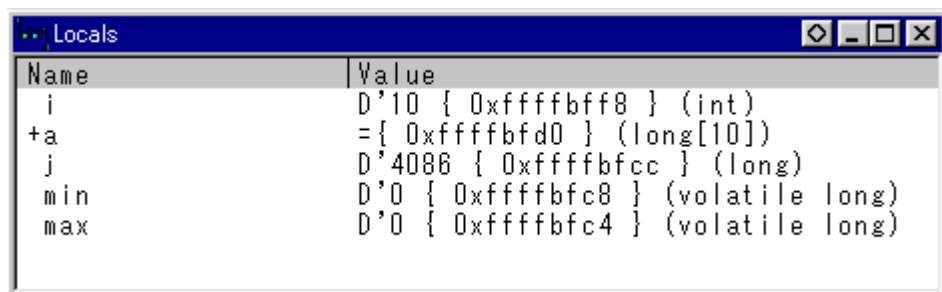 Locals
Name Value
i D'10 { 0xffffbff8 } (int)
+a ={ 0xffffbfd0 } (long[10])
j D'4086 { 0xffffbfcc } (long)
min D'0 { 0xffffbfc8 } (volatile long)
max D'0 { 0xffffbfc4 } (volatile long)